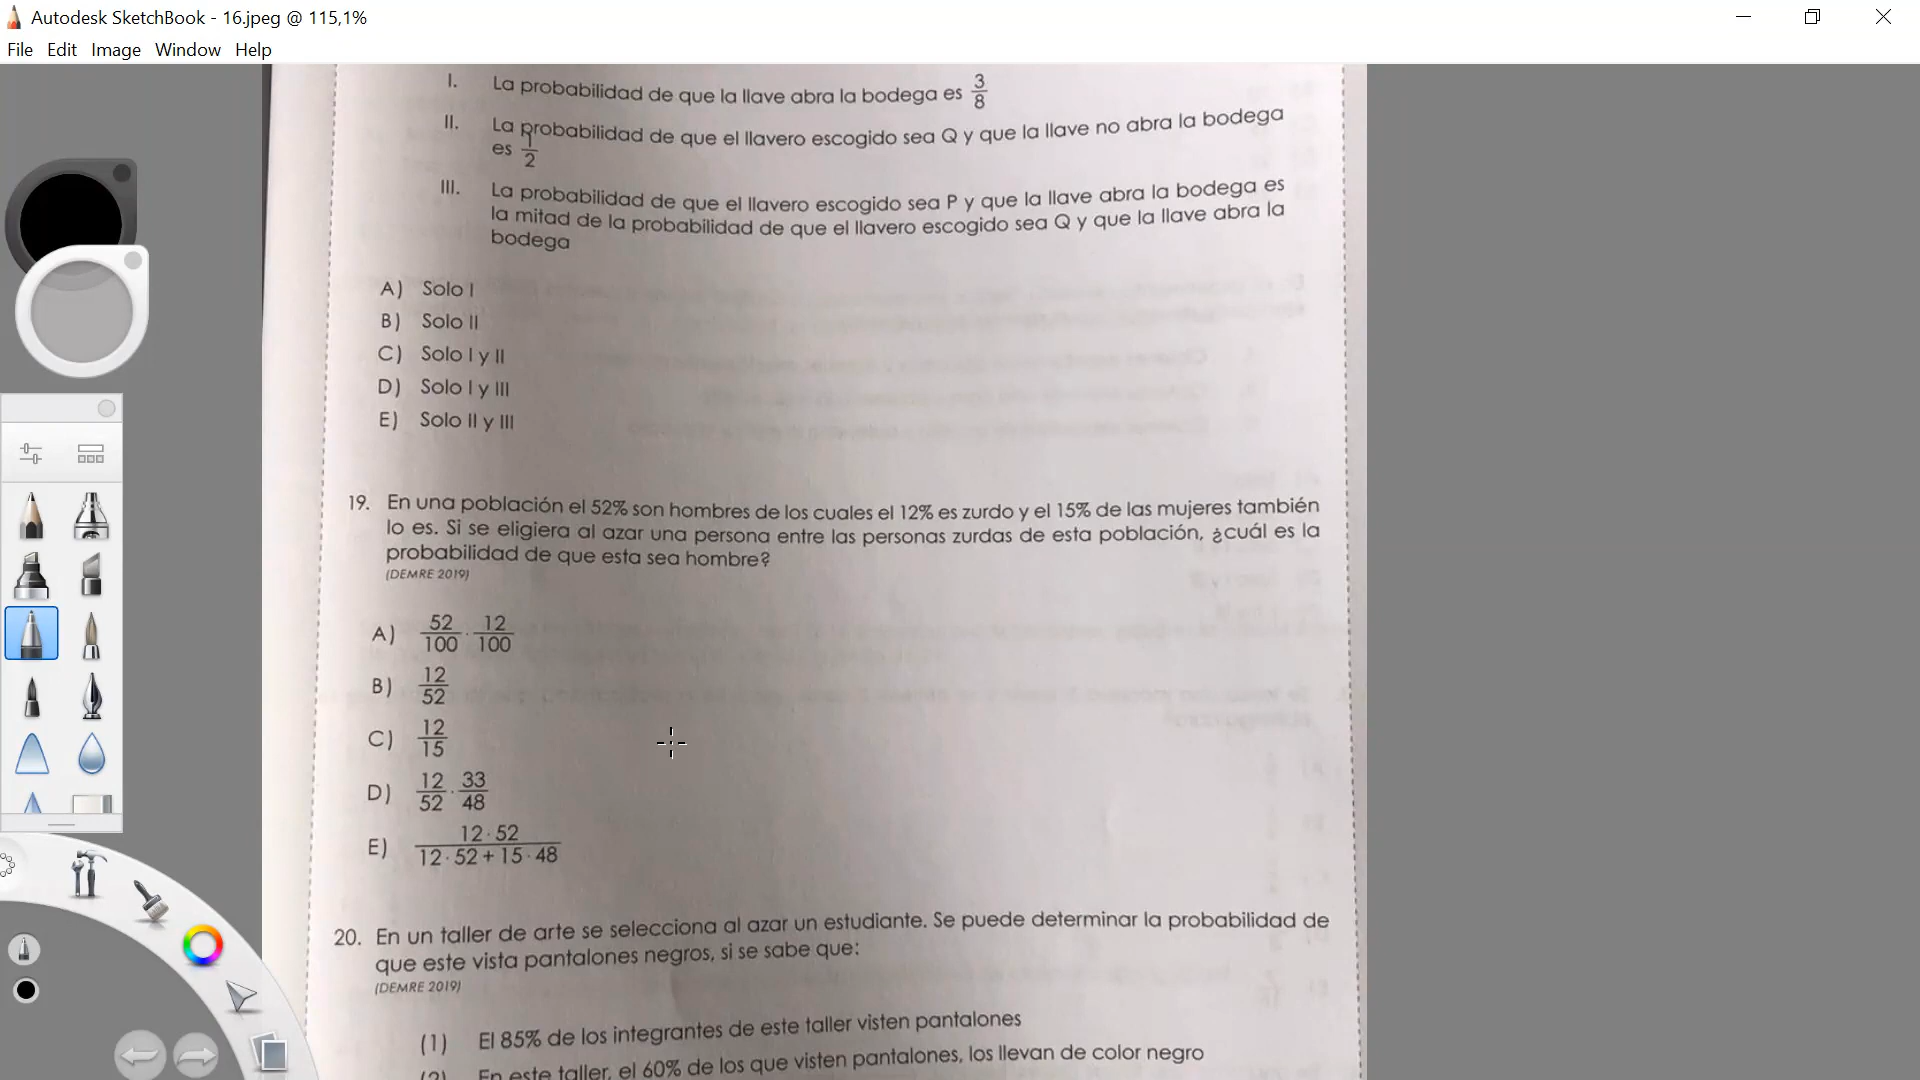 Autodesk SketchBook - 16.jpeg @ 115,1%
File Edit Image Window Help
I. La probabilidad de que la llave abra la bodega es 3/8
II. La probabilidad de que el llavero escogido sea Q y que la llave no abra la bodega
es 1/2
III. La probabilidad de que el llavero escogido sea P y que la llave abra la bodega es
la mitad de la probabilidad de que el llavero escogido sea Q y que la llave abra la
bodega
A) Solo I
B) Solo II
C) Solo I y II
D) Solo I y III
E) Solo II y III
19. En una población el 52% son hombres de los cuales el 12% es zurdo y el 15% de las mujeres también
lo es. Si se eligiera al azar una persona entre las personas zurdas de esta población, ¿cuál es la
probabilidad de que esta sea hombre?
(DEMRE 2019)
A) 52/100 · 12/100
B) 12/52
C) 12/15
D) 12/52 · 33/48
E) 12 · 52 / 12 · 52 + 15 · 48
20. En un taller de arte se selecciona al azar un estudiante. Se puede determinar la probabilidad de
que este vista pantalones negros, si se sabe que:
(DEMRE 2019)
(1) El 85% de los integrantes de este taller visten pantalones
(2) En este taller, el 60% de los que visten pantalones, los llevan de color negro